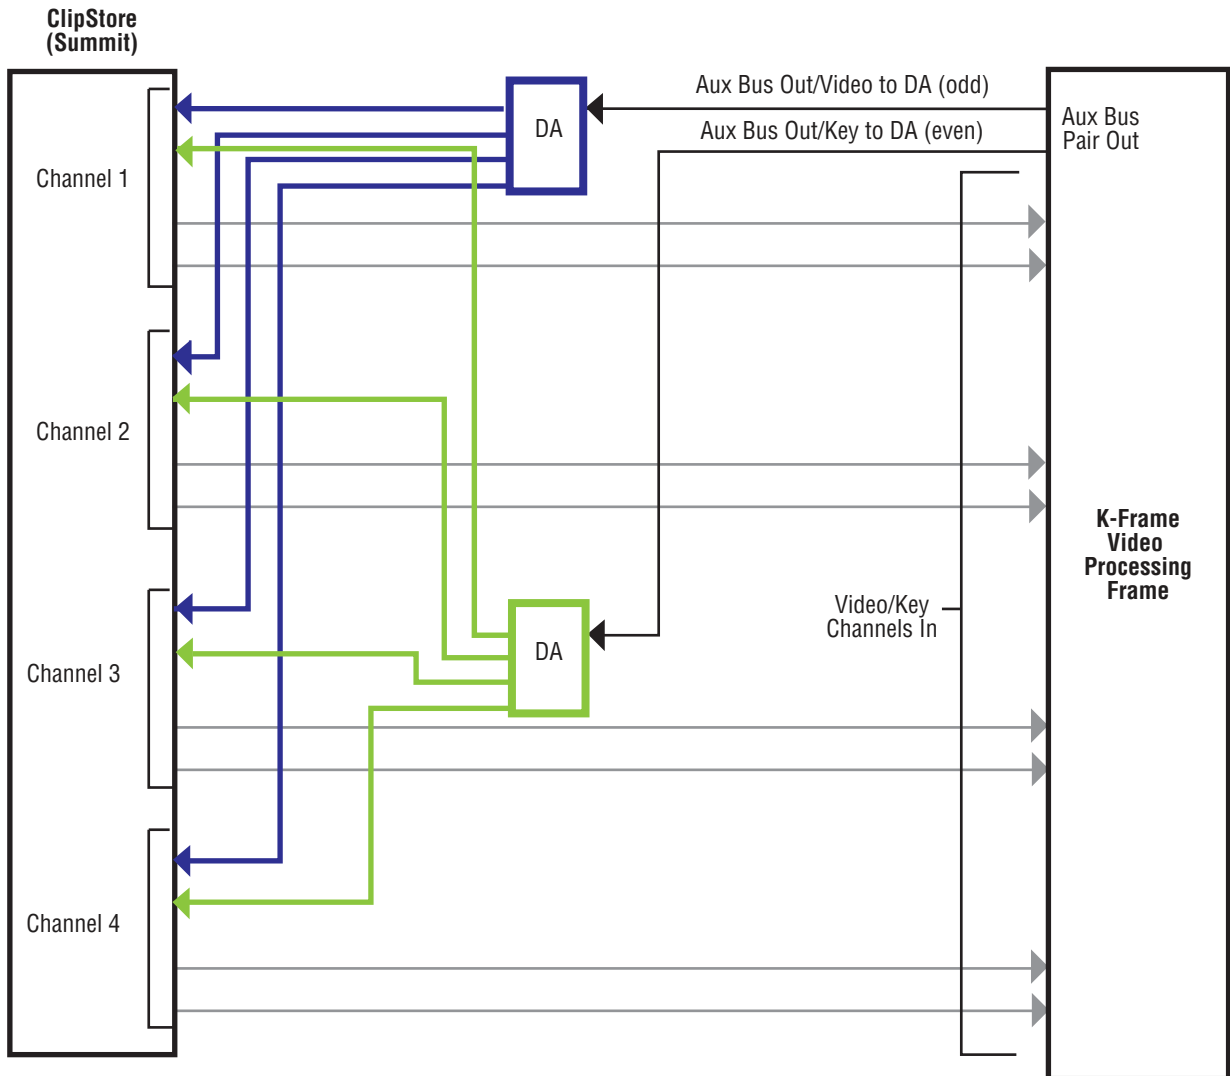 ClipStore
(Summit)
Aux Bus Out/Video to DA (odd)
Aux Bus Out/Key to DA (even)
Aux Bus
Pair Out
DA
Channel 1
Channel 2
K-Frame
Video
Processing
Frame
Video/Key
Channels In
DA
Channel 3
Channel 4